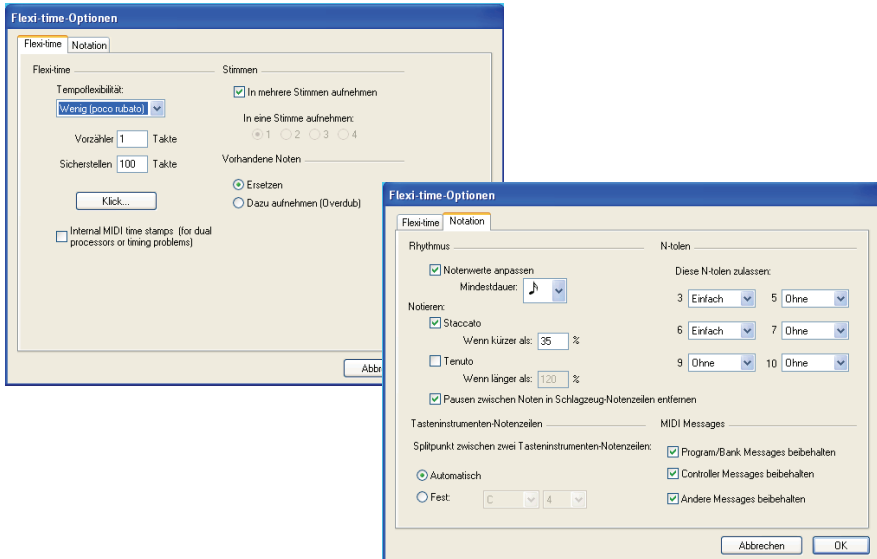 Flexi-time-Optionen
Flexi-time Notation
Flexi-time
Tempoflexibilität:
Wenig (poco rubato)
Vorzähler 1 Takte
Sicherstellen 100 Takte
Klick...
Internal MIDI time stamps (for dual
processors or timing problems)
Stimmen
In mehrere Stimmen aufnehmen
In eine Stimme aufnehmen:
1 2 3 4
Vorhandene Noten
Ersetzen
Dazu aufnehmen (Overdub)
Flexi-time-Optionen
Flexi-time Notation
Rhythmus
Notenwerte anpassen
Mindestdauer:
Notieren:
Staccato
Wenn kürzer als: 35 %
Tenuto
Wenn länger als: 120 %
Pausen zwischen Noten in Schlagzeug-Notenzeilen entfernen
N-tolen
Diese N-tolen zulassen:
3 Einfach 5 Ohne
6 Einfach 7 Ohne
9 Ohne 10 Ohne
Tasteninstrumenten-Notenzeilen
Splitpunkt zwischen zwei Tasteninstrumenten-Notenzeilen:
Automatisch
Fest: C 4
MIDI Messages
Program/Bank Messages beibehalten
Controller Messages beibehalten
Andere Messages beibehalten
Abbrechen OK